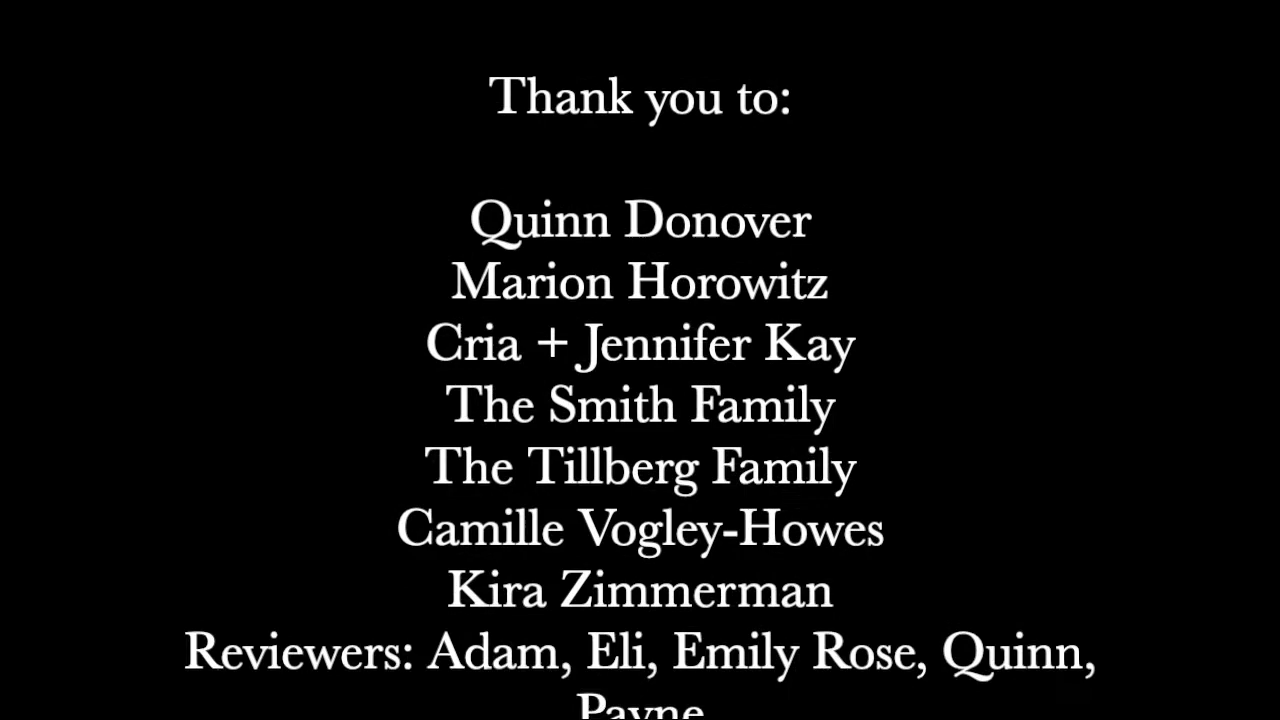 Thank you to:
Quinn Donover
Marion Horowitz
Cria + Jennifer Kay
The Smith Family
The Tillberg Family
Camille Vogley-Howes
Kira Zimmerman
Reviewers: Adam, Eli, Emily Rose, Quinn,
Payne